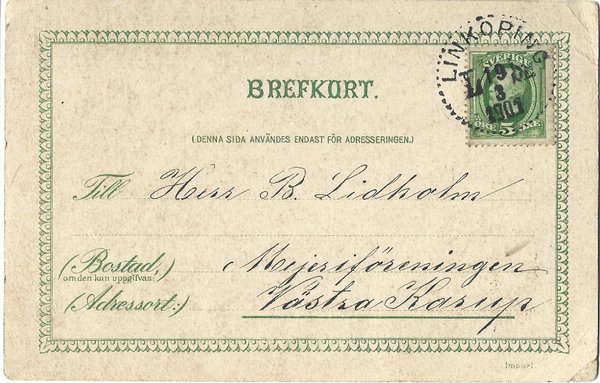 LINKÖPING
SVERIGE
BREFKORT.
(DENNA SIDA ANVÄNDES ENDAST FÖR ADRESSERINGEN.)
Till Herr B. Lidholm
(Bostad,) Mejeriföreningen
om den kan uppgifvas:
(Adressort:) Västra Karup
Import